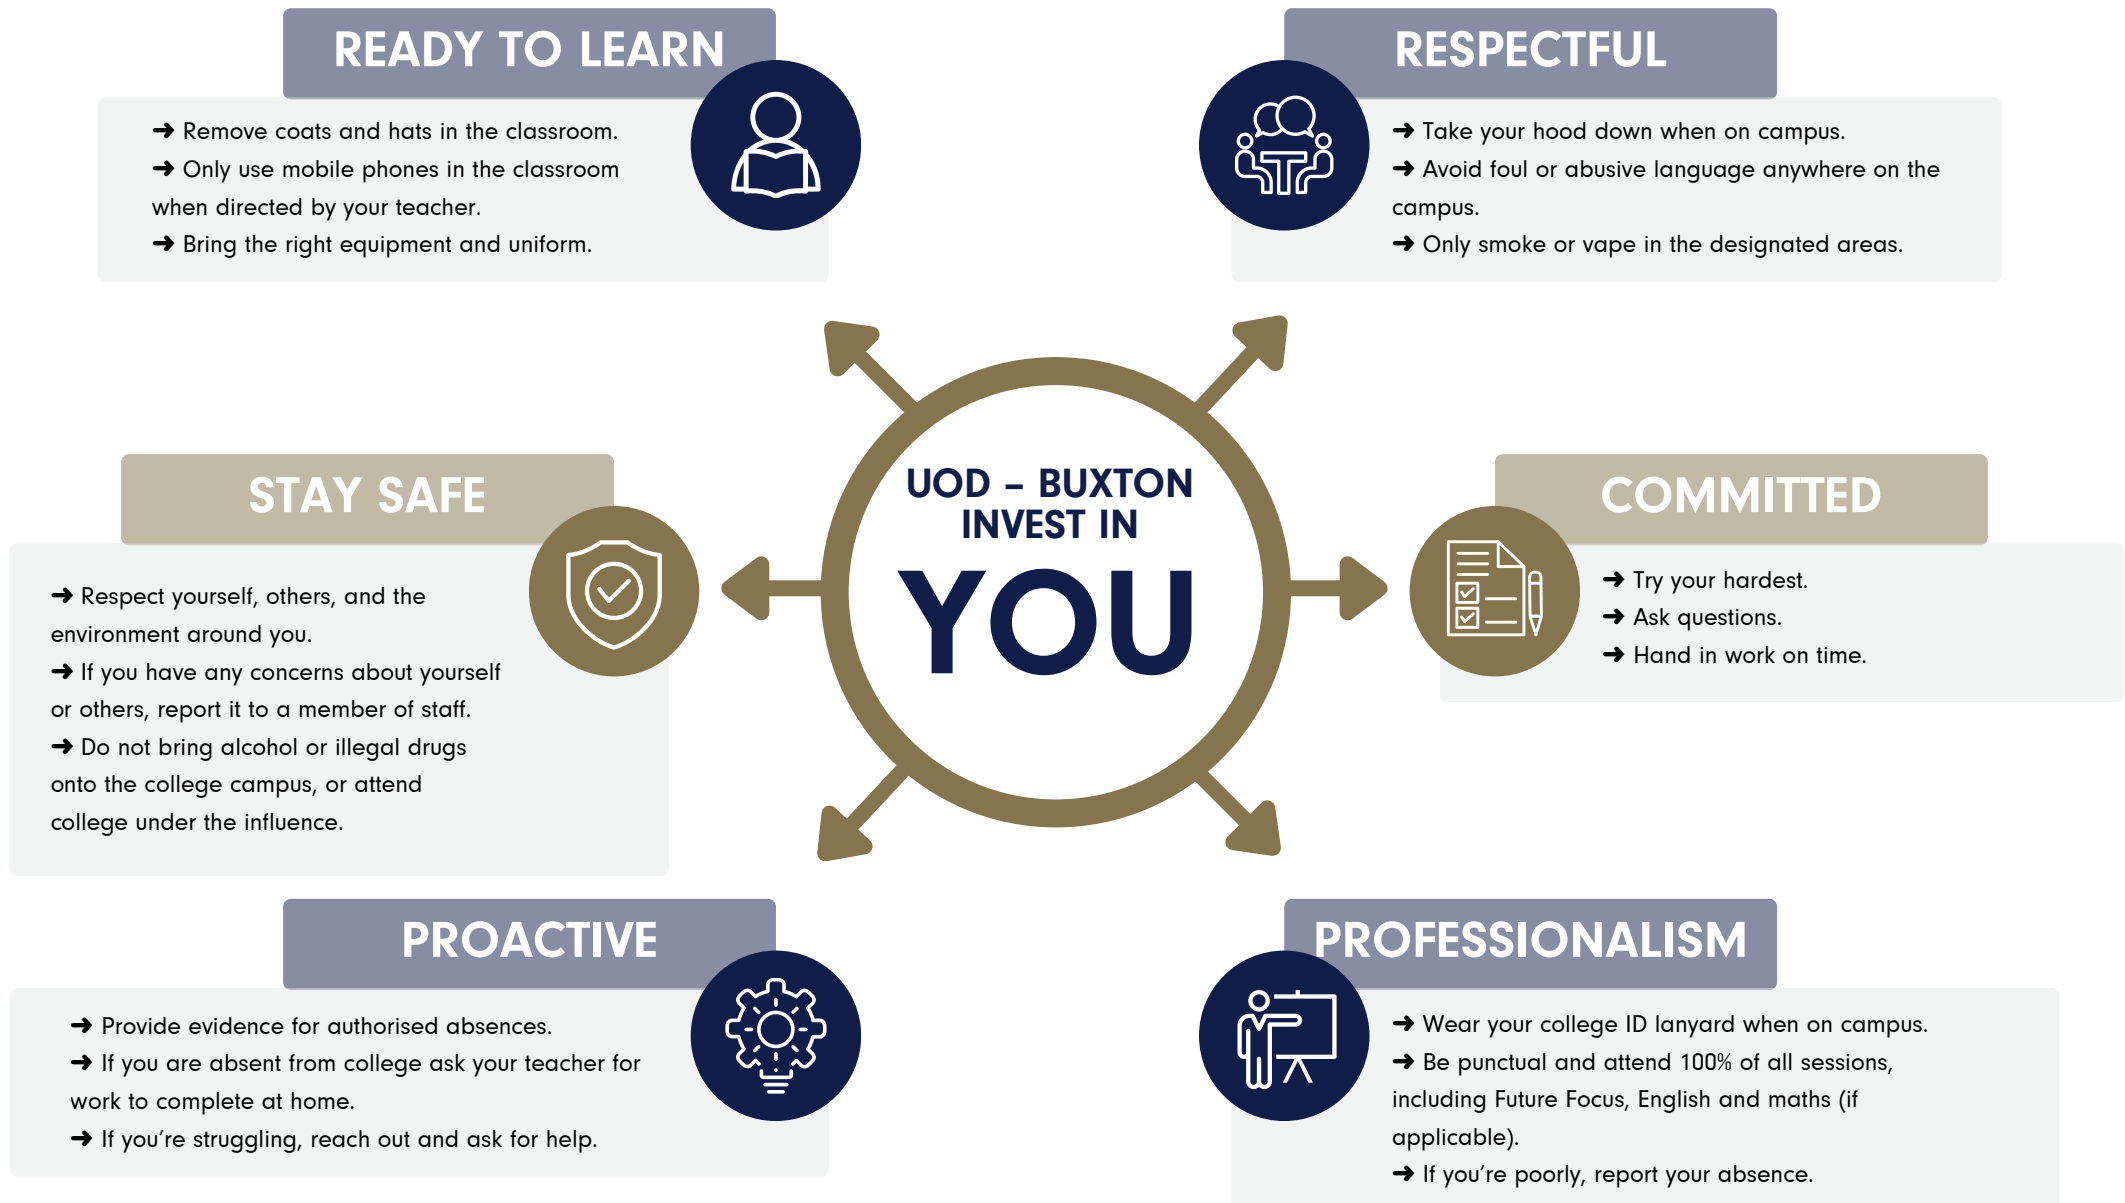 READY TO LEARN
➜ Remove coats and hats in the classroom.
➜ Only use mobile phones in the classroom
when directed by your teacher.
➜ Bring the right equipment and uniform.
RESPECTFUL
➜ Take your hood down when on campus.
➜ Avoid foul or abusive language anywhere on the
campus.
➜ Only smoke or vape in the designated areas.
STAY SAFE
➜ Respect yourself, others, and the
environment around you.
➜ If you have any concerns about yourself
or others, report it to a member of staff.
➜ Do not bring alcohol or illegal drugs
onto the college campus, or attend
college under the influence.
UOD – BUXTON
INVEST IN
YOU
COMMITTED
➜ Try your hardest.
➜ Ask questions.
➜ Hand in work on time.
PROACTIVE
➜ Provide evidence for authorised absences.
➜ If you are absent from college ask your teacher for
work to complete at home.
➜ If you’re struggling, reach out and ask for help.
PROFESSIONALISM
➜ Wear your college ID lanyard when on campus.
➜ Be punctual and attend 100% of all sessions,
including Future Focus, English and maths (if
applicable).
➜ If you’re poorly, report your absence.